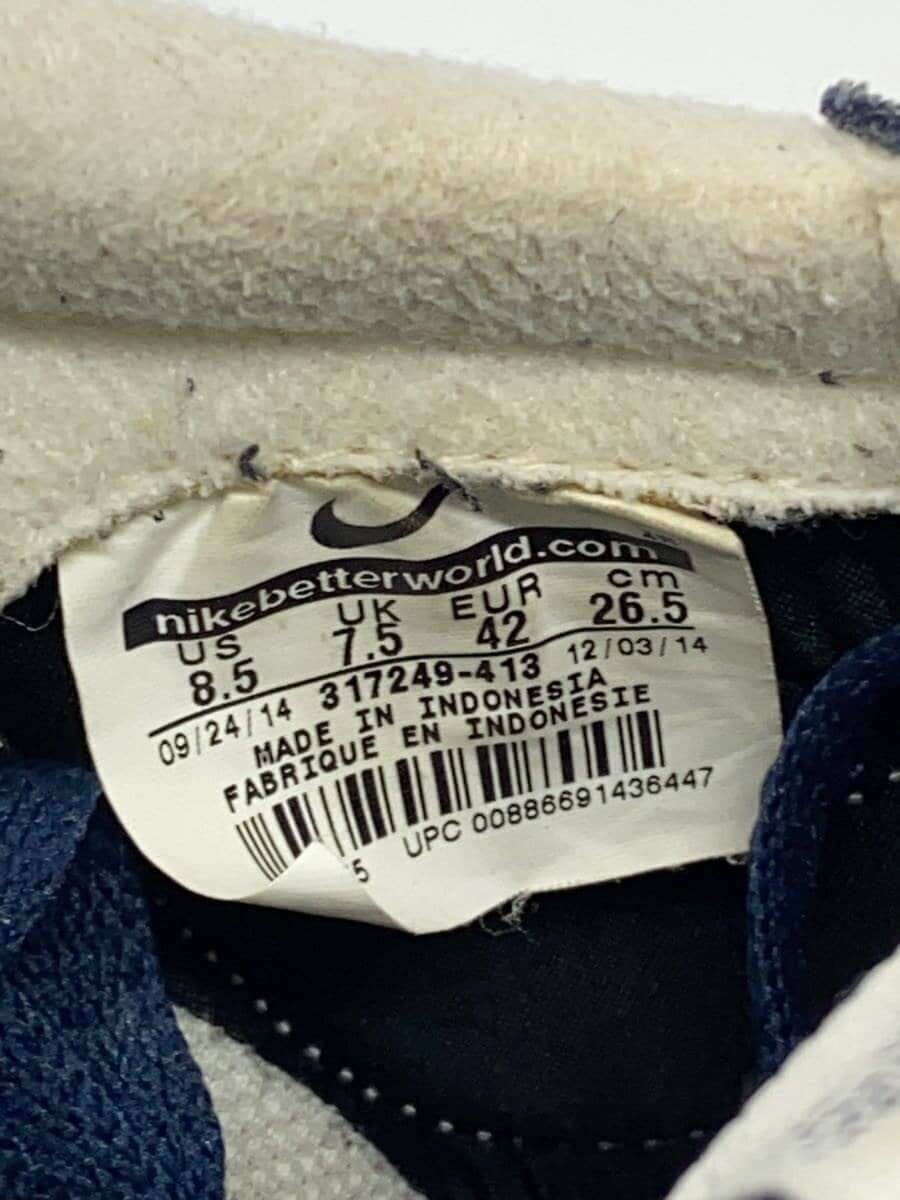 nikebetterworld.com
US UK EUR cm
8.5 7.5 42 26.5
09/24/14 317249-413 12/03/14
MADE IN INDONESIA
FABRIQUE EN INDONESIE
5 UPC 00886691436447